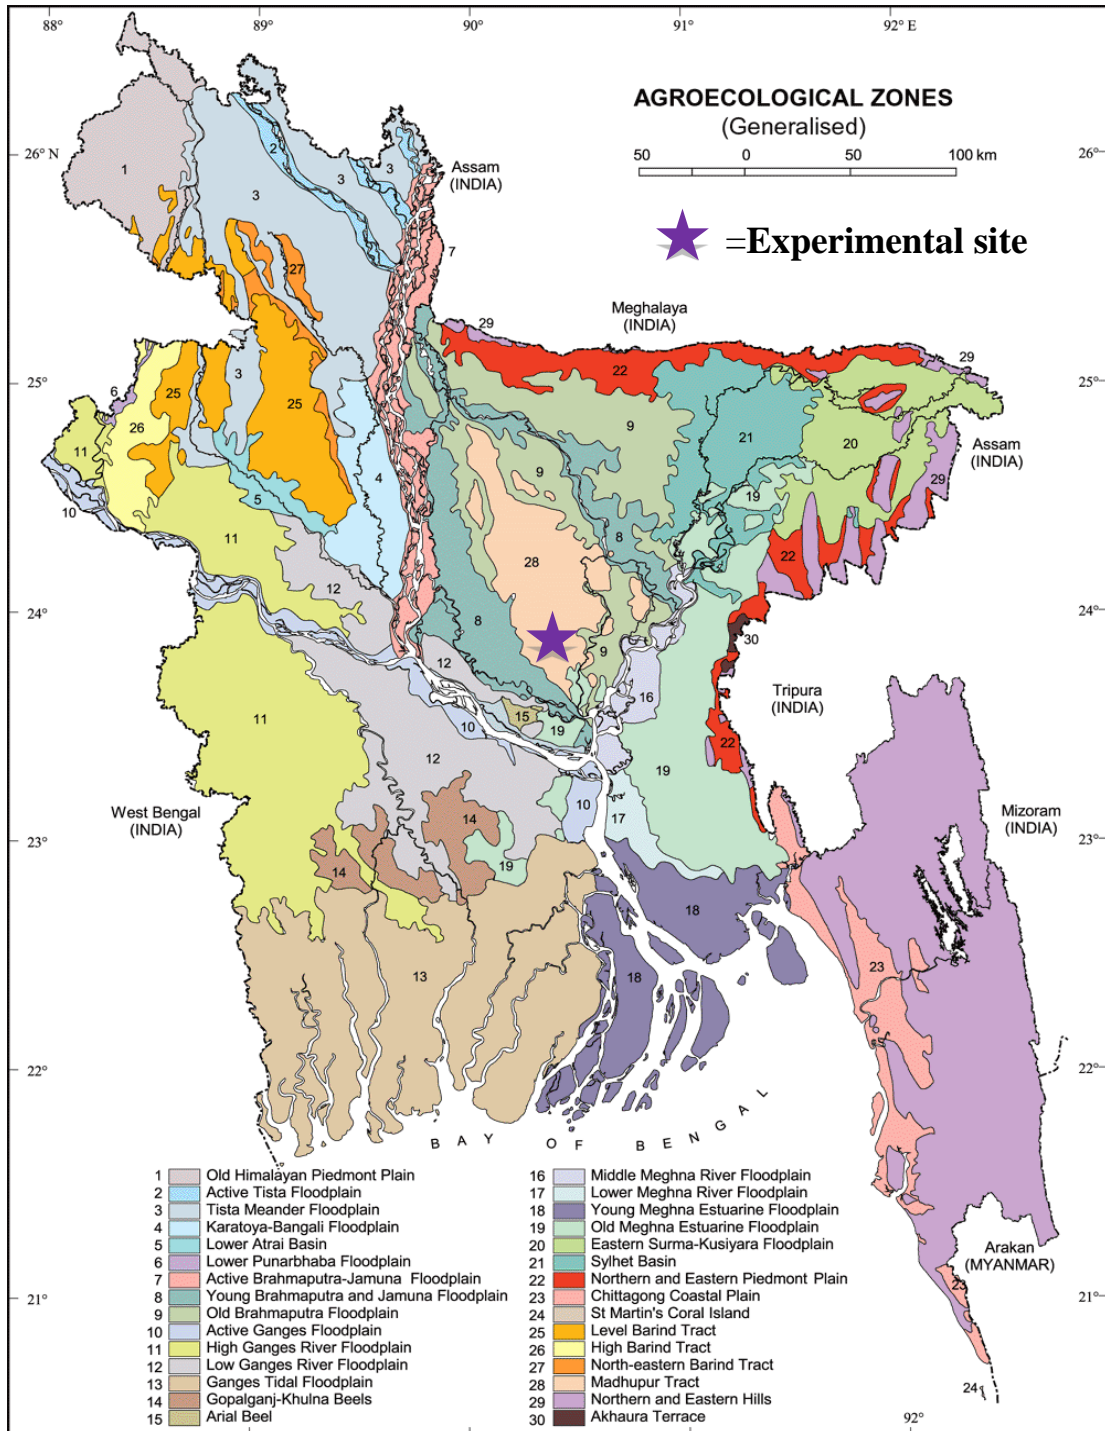 88°
89°
90°
91°
92° E
AGROECOLOGICAL ZONES
(Generalised)
50 0 50 100 km
=Experimental site
26° N
26°
Assam
(INDIA)
1
2
3
3
3
7
27
Meghalaya
(INDIA)
29
29
25°
25°
22
6
25
3
25
26
9
21
20
11
Assam
(INDIA)
4
9
29
10
5
19
11
8
22
28
12
24°
24°
8
30
12
9
16
Tripura
(INDIA)
11
15
10
19
22
12
19
West Bengal
(INDIA)
10
17
14
Mizoram
(INDIA)
23°
23°
19
14
18
13
18
23
22°
22°
BAY OF BENGAL
1 Old Himalayan Piedmont Plain
2 Active Tista Floodplain
3 Tista Meander Floodplain
4 Karatoya-Bangali Floodplain
5 Lower Atrai Basin
6 Lower Punarbhaba Floodplain
7 Active Brahmaputra-Jamuna Floodplain
8 Young Brahmaputra and Jamuna Floodplain
9 Old Brahmaputra Floodplain
10 Active Ganges Floodplain
11 High Ganges River Floodplain
12 Low Ganges River Floodplain
13 Ganges Tidal Floodplain
14 Gopalganj-Khulna Beels
15 Arial Beel
16 Middle Meghna River Floodplain
17 Lower Meghna River Floodplain
18 Young Meghna Estuarine Floodplain
19 Old Meghna Estuarine Floodplain
20 Eastern Surma-Kusiyara Floodplain
21 Sylhet Basin
22 Northern and Eastern Piedmont Plain
23 Chittagong Coastal Plain
24 St Martin's Coral Island
25 Level Barind Tract
26 High Barind Tract
27 North-eastern Barind Tract
28 Madhupur Tract
29 Northern and Eastern Hills
30 Akhaura Terrace
Arakan
(MYANMAR)
23
21°
21°
24
92°